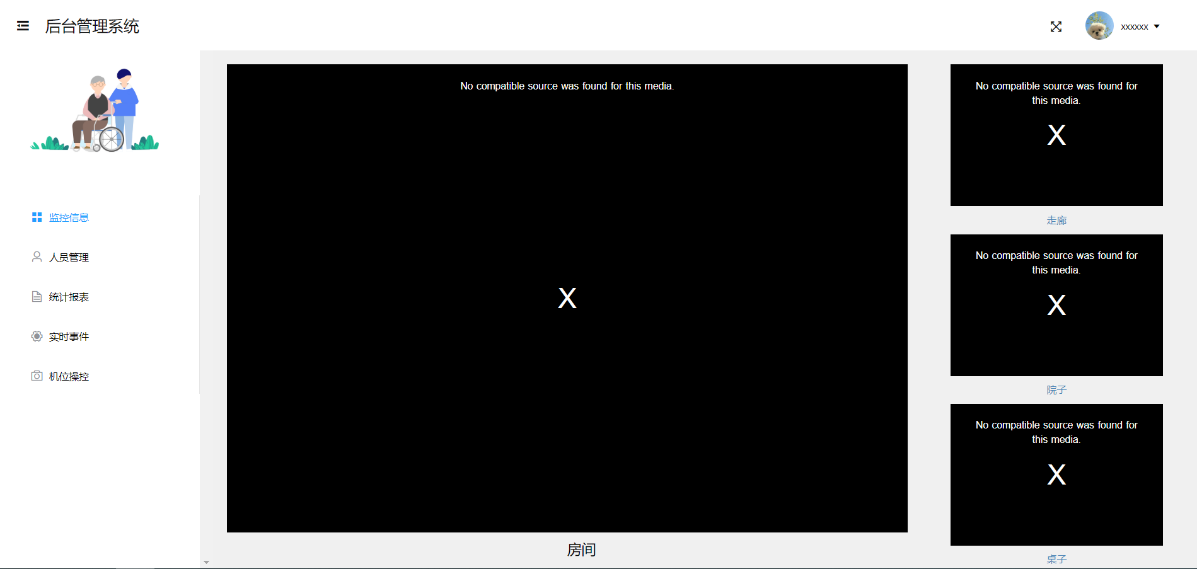 后台管理系统
xxxxxx
监控信息
人员管理
统计报表
实时事件
机位操控
No compatible source was found for this media.
X
房间
No compatible source was found for
this media.
X
走廊
No compatible source was found for
this media.
X
院子
No compatible source was found for
this media.
X
桌子